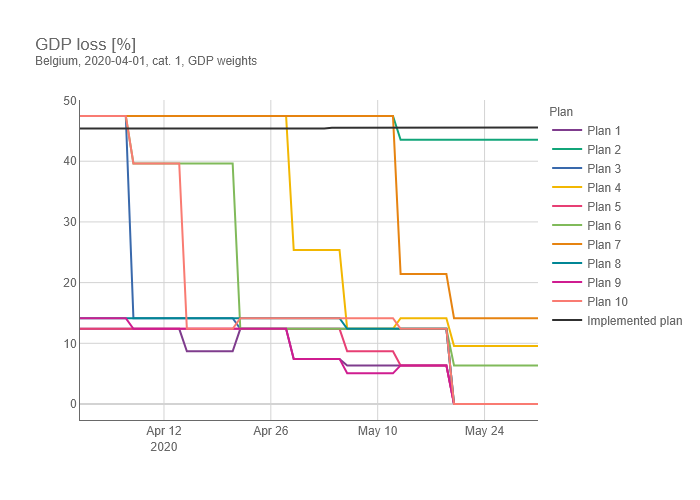 GDP loss [%]
Belgium, 2020-04-01, cat. 1, GDP weights
50
40
30
20
10
0
Apr 12
2020
Apr 26
May 10
May 24
Plan
Plan 1
Plan 2
Plan 3
Plan 4
Plan 5
Plan 6
Plan 7
Plan 8
Plan 9
Plan 10
Implemented plan